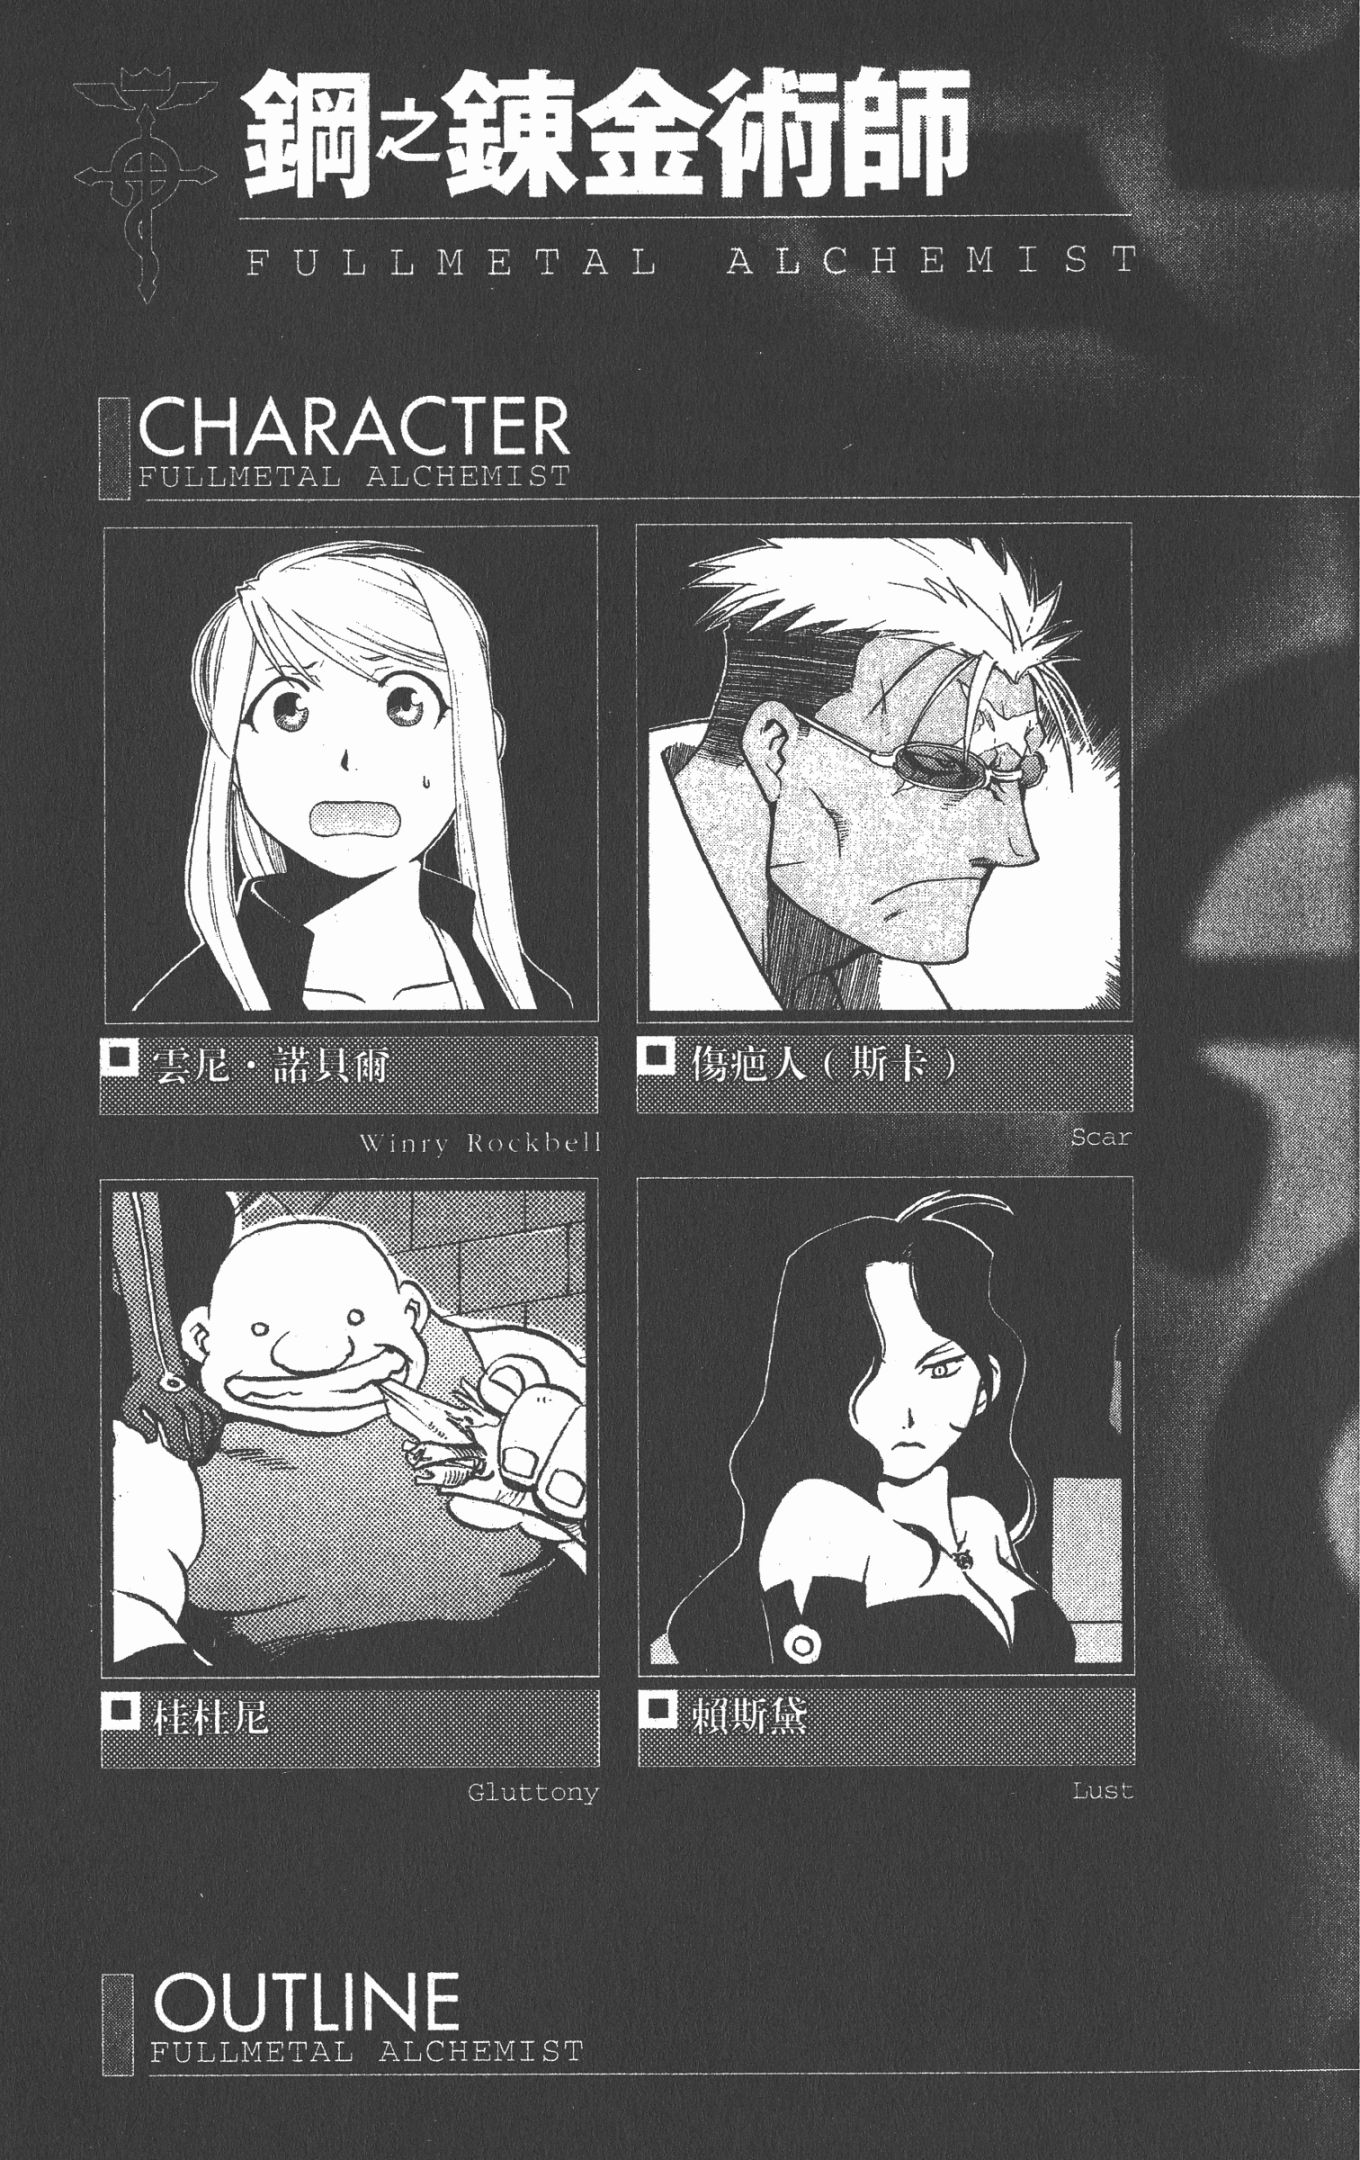 鋼之錬金術師
FULLMETAL ALCHEMIST
CHARACTER
FULLMETAL ALCHEMIST
雲尼·諾貝爾
Winry Rockbell
傷疤人（斯卡）
Scar
桂杜尼
Gluttony
賴斯黛
Lust
OUTLINE
FULLMETAL ALCHEMIST